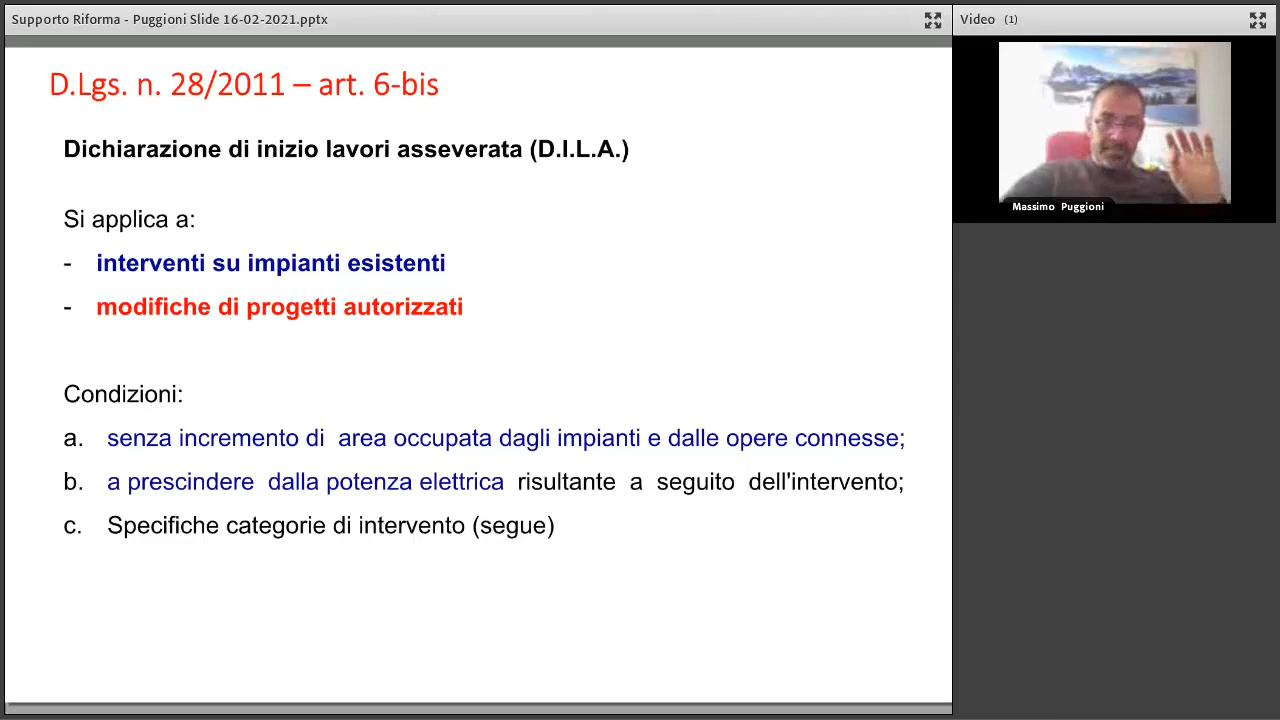 Supporto Riforma - Puggioni Slide 16-02-2021.pptx
Video (1)
D.Lgs. n. 28/2011 – art. 6-bis
Dichiarazione di inizio lavori asseverata (D.I.L.A.)
Si applica a:
- interventi su impianti esistenti
- modifiche di progetti autorizzati
Condizioni:
a. senza incremento di area occupata dagli impianti e dalle opere connesse;
b. a prescindere dalla potenza elettrica risultante a seguito dell'intervento;
c. Specifiche categorie di intervento (segue)
Massimo Puggioni